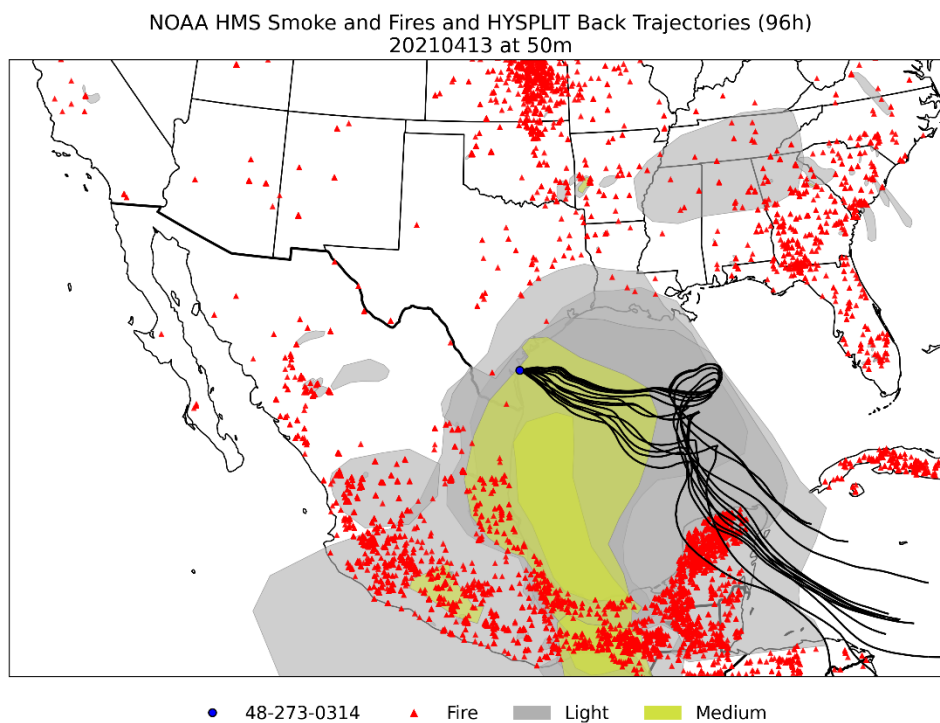 NOAA HMS Smoke and Fires and HYSPLIT Back Trajectories (96h)
20210413 at 50m
48-273-0314
Fire
Light
Medium